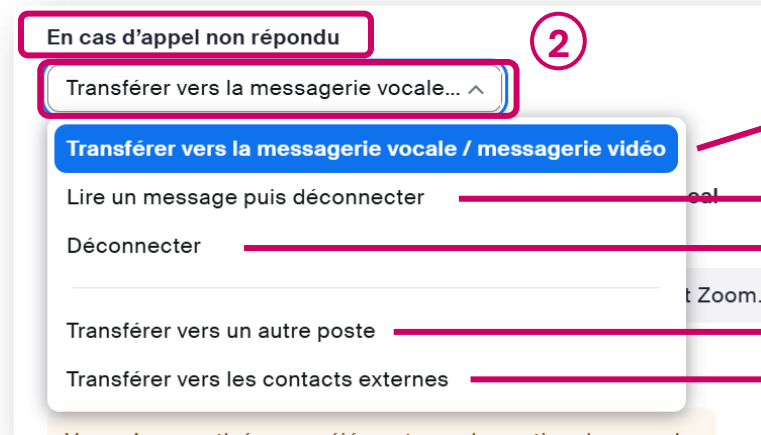 En cas d'appel non répondu
2
Transférer vers la messagerie vocale...
Transférer vers la messagerie vocale / messagerie vidéo
Lire un message puis déconnecter
Déconnecter
t Zoom.
Transférer vers un autre poste
Transférer vers les contacts externes